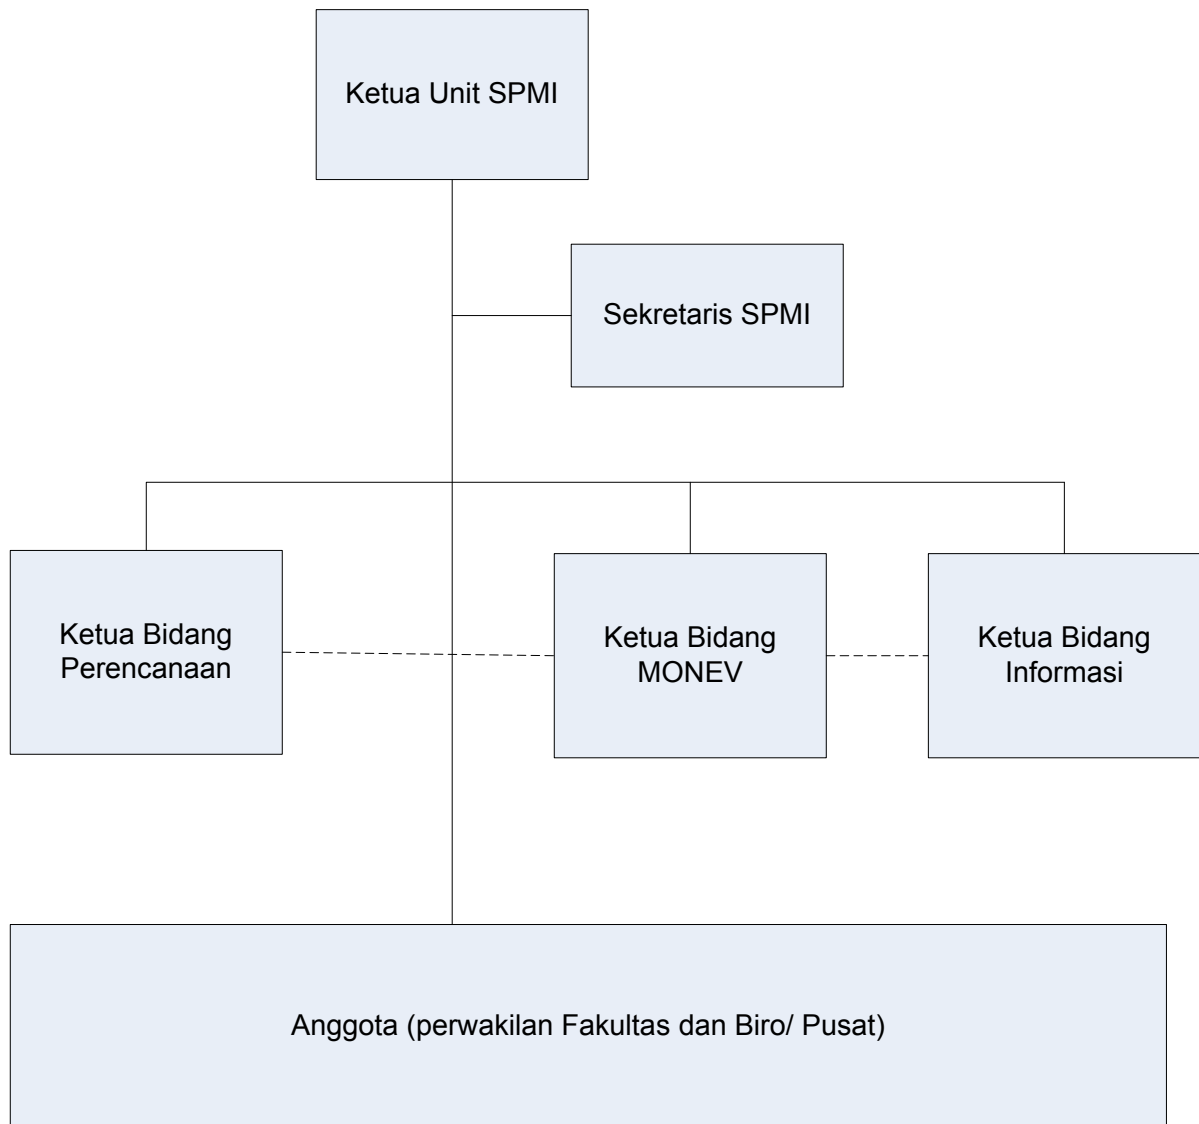 Ketua Unit SPMI
Sekretaris SPMI
Ketua Bidang
Perencanaan
Ketua Bidang
MONEV
Ketua Bidang
Informasi
Anggota (perwakilan Fakultas dan Biro/ Pusat)